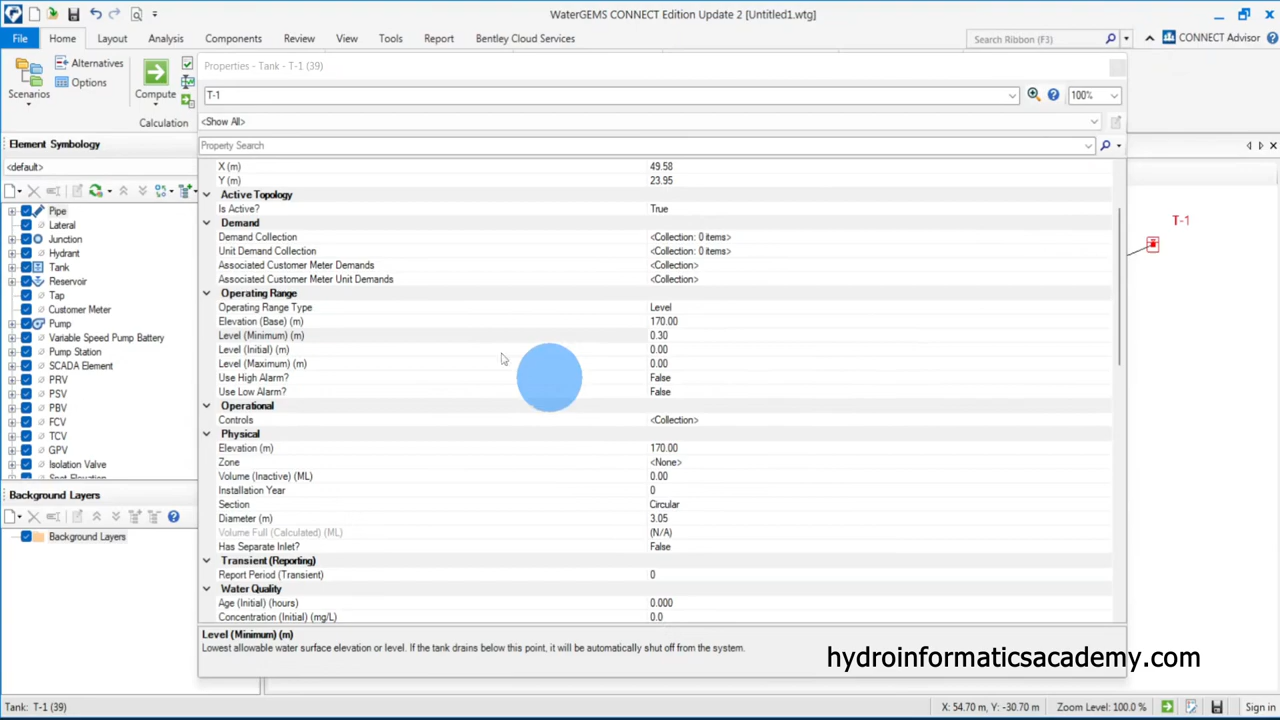 WaterGEMS CONNECT Edition Update 2 [Untitled1.wtg]
File Home Layout Analysis Components Review View Tools Report Bentley Cloud Services Search Ribbon (F3) CONNECT Advisor
Scenarios Alternatives Options Compute
Calculation
Properties - Tank - T-1 (39)
T-1 100%
<Show All>
Property Search
Element Symbology
<default>
Pipe
Lateral
Junction
Hydrant
Tank
Reservoir
Tap
Customer Meter
Pump
Variable Speed Pump Battery
Pump Station
SCADA Element
PRV
PSV
PBV
FCV
TCV
GPV
Isolation Valve
Spot Elevation
Background Layers
Background Layers
X (m) 49.58
Y (m) 23.95
Active Topology
Is Active? True
Demand
Demand Collection <Collection: 0 items>
Unit Demand Collection <Collection: 0 items>
Associated Customer Meter Demands <Collection>
Associated Customer Meter Unit Demands <Collection>
Operating Range
Operating Range Type Level
Elevation (Base) (m) 170.00
Level (Minimum) (m) 0.30
Level (Initial) (m) 0.00
Level (Maximum) (m) 0.00
Use High Alarm? False
Use Low Alarm? False
Operational
Controls <Collection>
Physical
Elevation (m) 170.00
Zone <None>
Volume (Inactive) (ML) 0.00
Installation Year 0
Section Circular
Diameter (m) 3.05
Volume Full (Calculated) (ML) (N/A)
Has Separate Inlet? False
Transient (Reporting)
Report Period (Transient) 0
Water Quality
Age (Initial) (hours) 0.000
Concentration (Initial) (mg/L) 0.0
Level (Minimum) (m)
Lowest allowable water surface elevation or level. If the tank drains below this point, it will be automatically shut off from the system.
T-1
hydroinformaticsacademy.com
Tank: T-1 (39) X: 54.70 m, Y: -30.70 m Zoom Level: 100.0 % Sign in